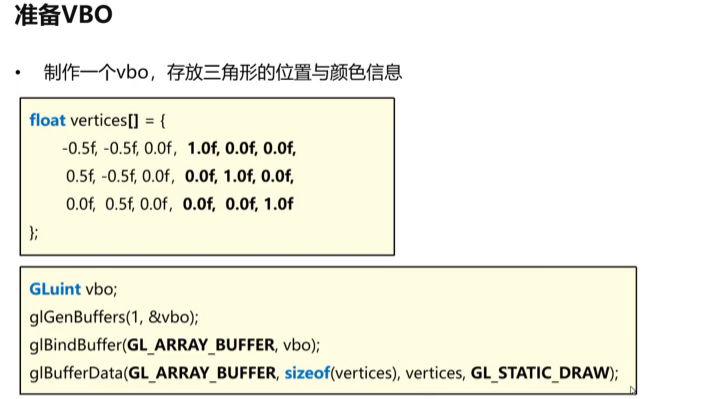 准备VBO
• 制作一个vbo，存放三角形的位置与颜色信息
float vertices[] = {
-0.5f, -0.5f, 0.0f,  1.0f, 0.0f, 0.0f,
0.5f, -0.5f, 0.0f,  0.0f, 1.0f, 0.0f,
0.0f,  0.5f, 0.0f,  0.0f,  0.0f, 1.0f
};
GLuint vbo;
glGenBuffers(1, &vbo);
glBindBuffer(GL_ARRAY_BUFFER, vbo);
glBufferData(GL_ARRAY_BUFFER, sizeof(vertices), vertices, GL_STATIC_DRAW);